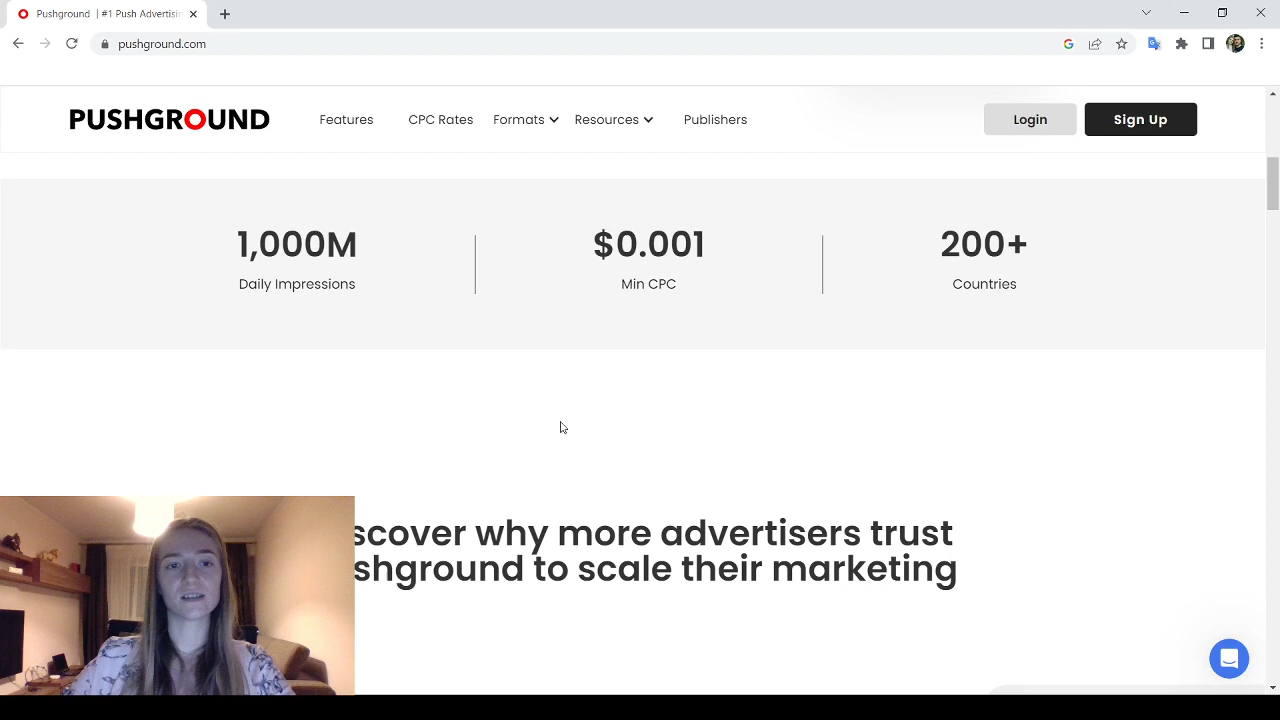 Pushground | #1 Push Advertisin
pushground.com
PUSHGROUND
Features
CPC Rates
Formats
Resources
Publishers
Login
Sign Up
1,000M
Daily Impressions
$0.001
Min CPC
200+
Countries
scover why more advertisers trust
shground to scale their marketing